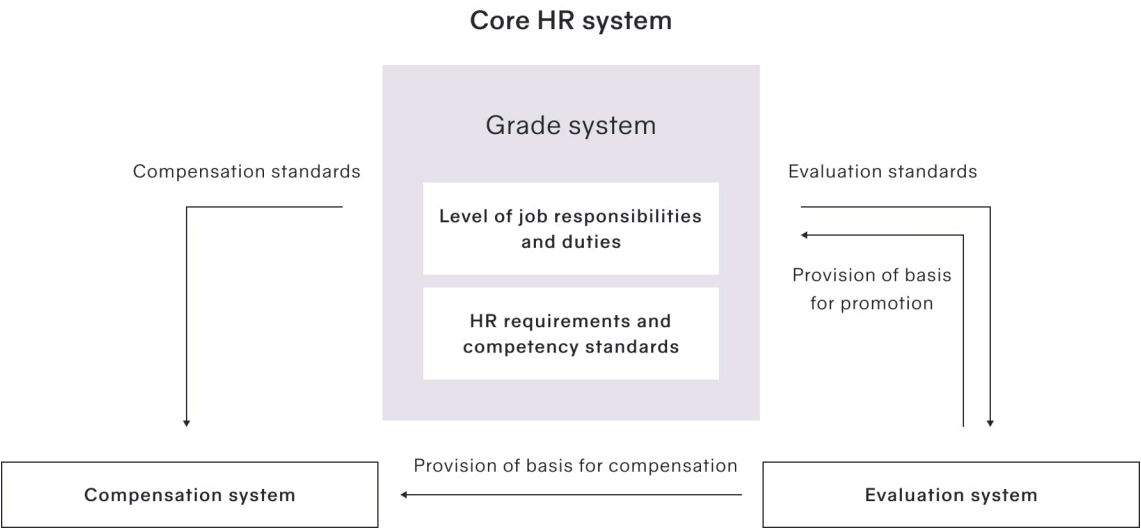 Core HR system
Grade system
Compensation standards
Evaluation standards
Level of job responsibilities
and duties
Provision of basis
for promotion
HR requirements and
competency standards
Provision of basis for compensation
Compensation system
Evaluation system